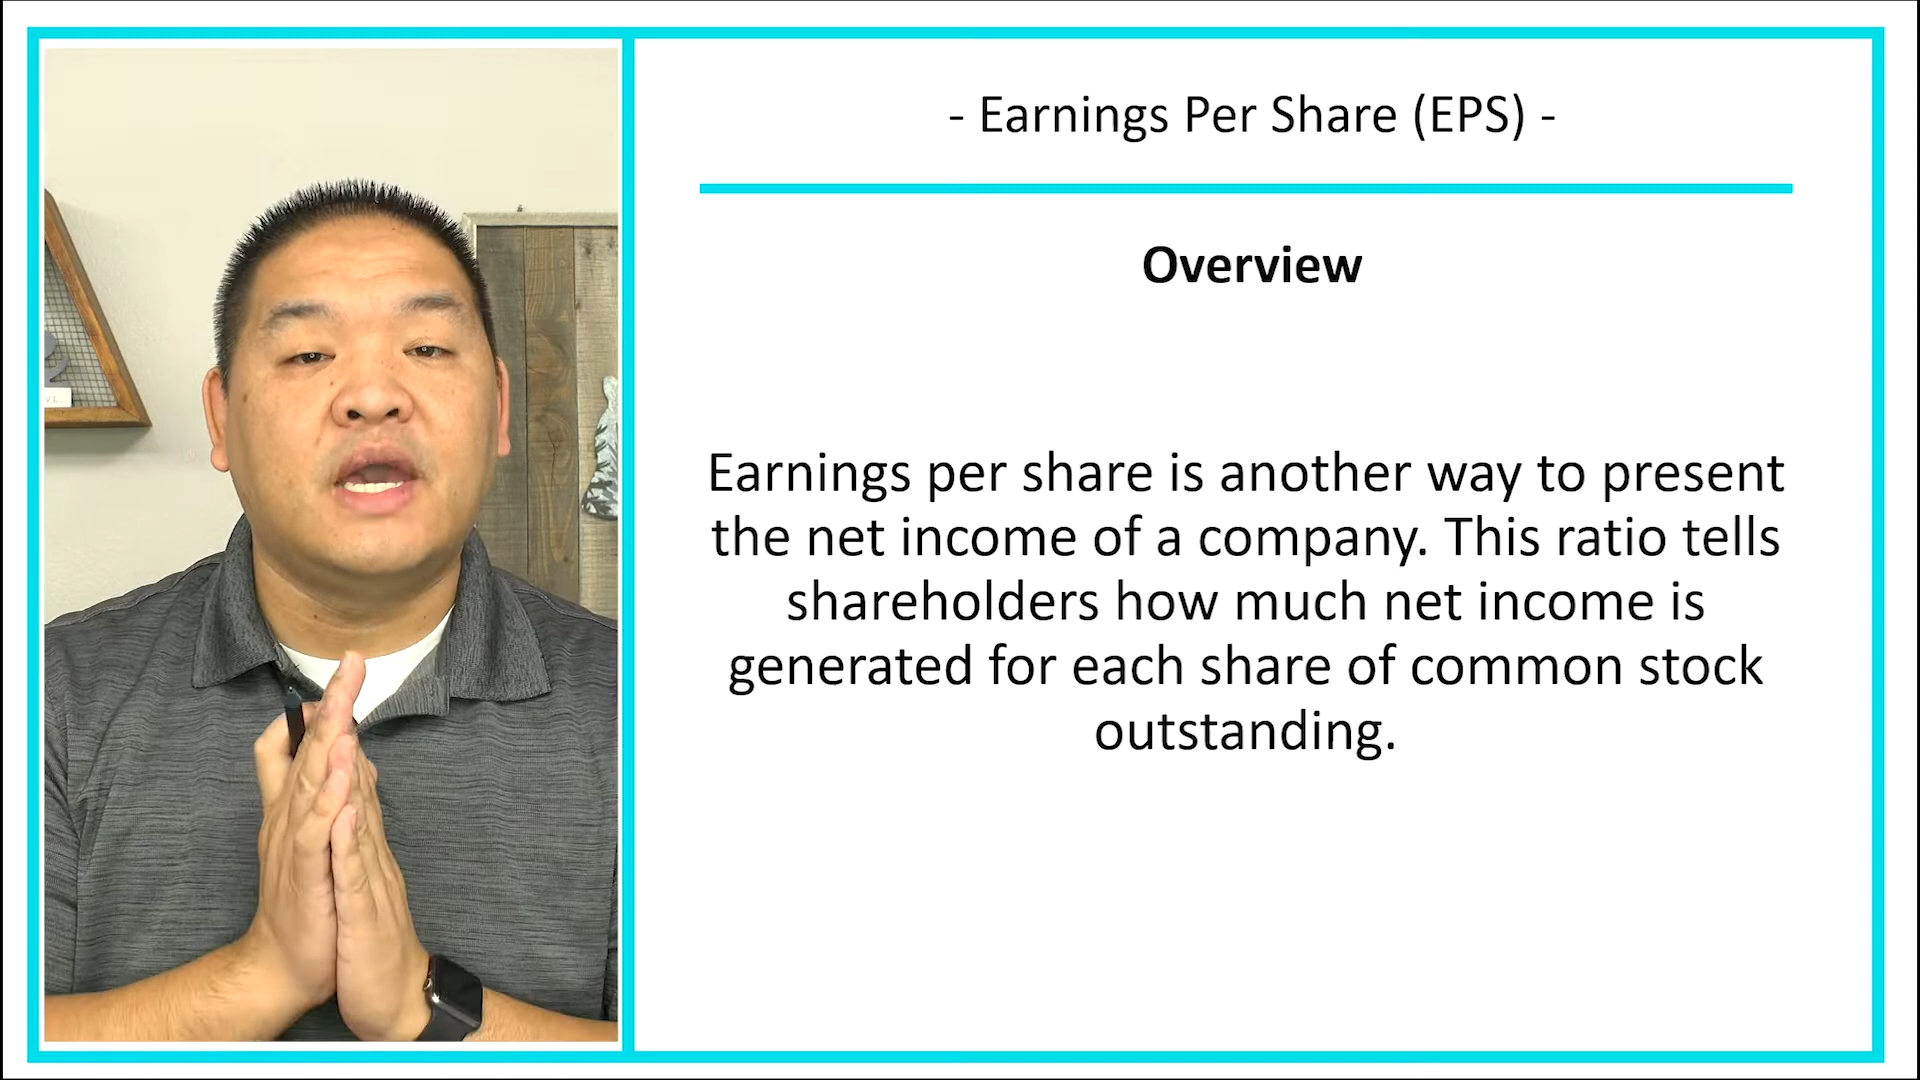 - Earnings Per Share (EPS) -
Overview
Earnings per share is another way to present
the net income of a company. This ratio tells
shareholders how much net income is
generated for each share of common stock
outstanding.